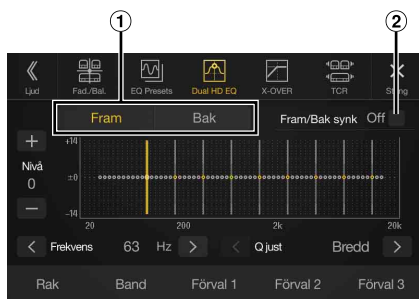 1 2
Ljud Fad./Bal. EQ Presets Dual HD EQ X-OVER TCR Stäng
Fram Bak Fram/Bak synk Off
+14
Nivå ±0
0
-14
20 200 2k 20k
Frekvens 63 Hz Q just Bredd
Rak Band Förval 1 Förval 2 Förval 3